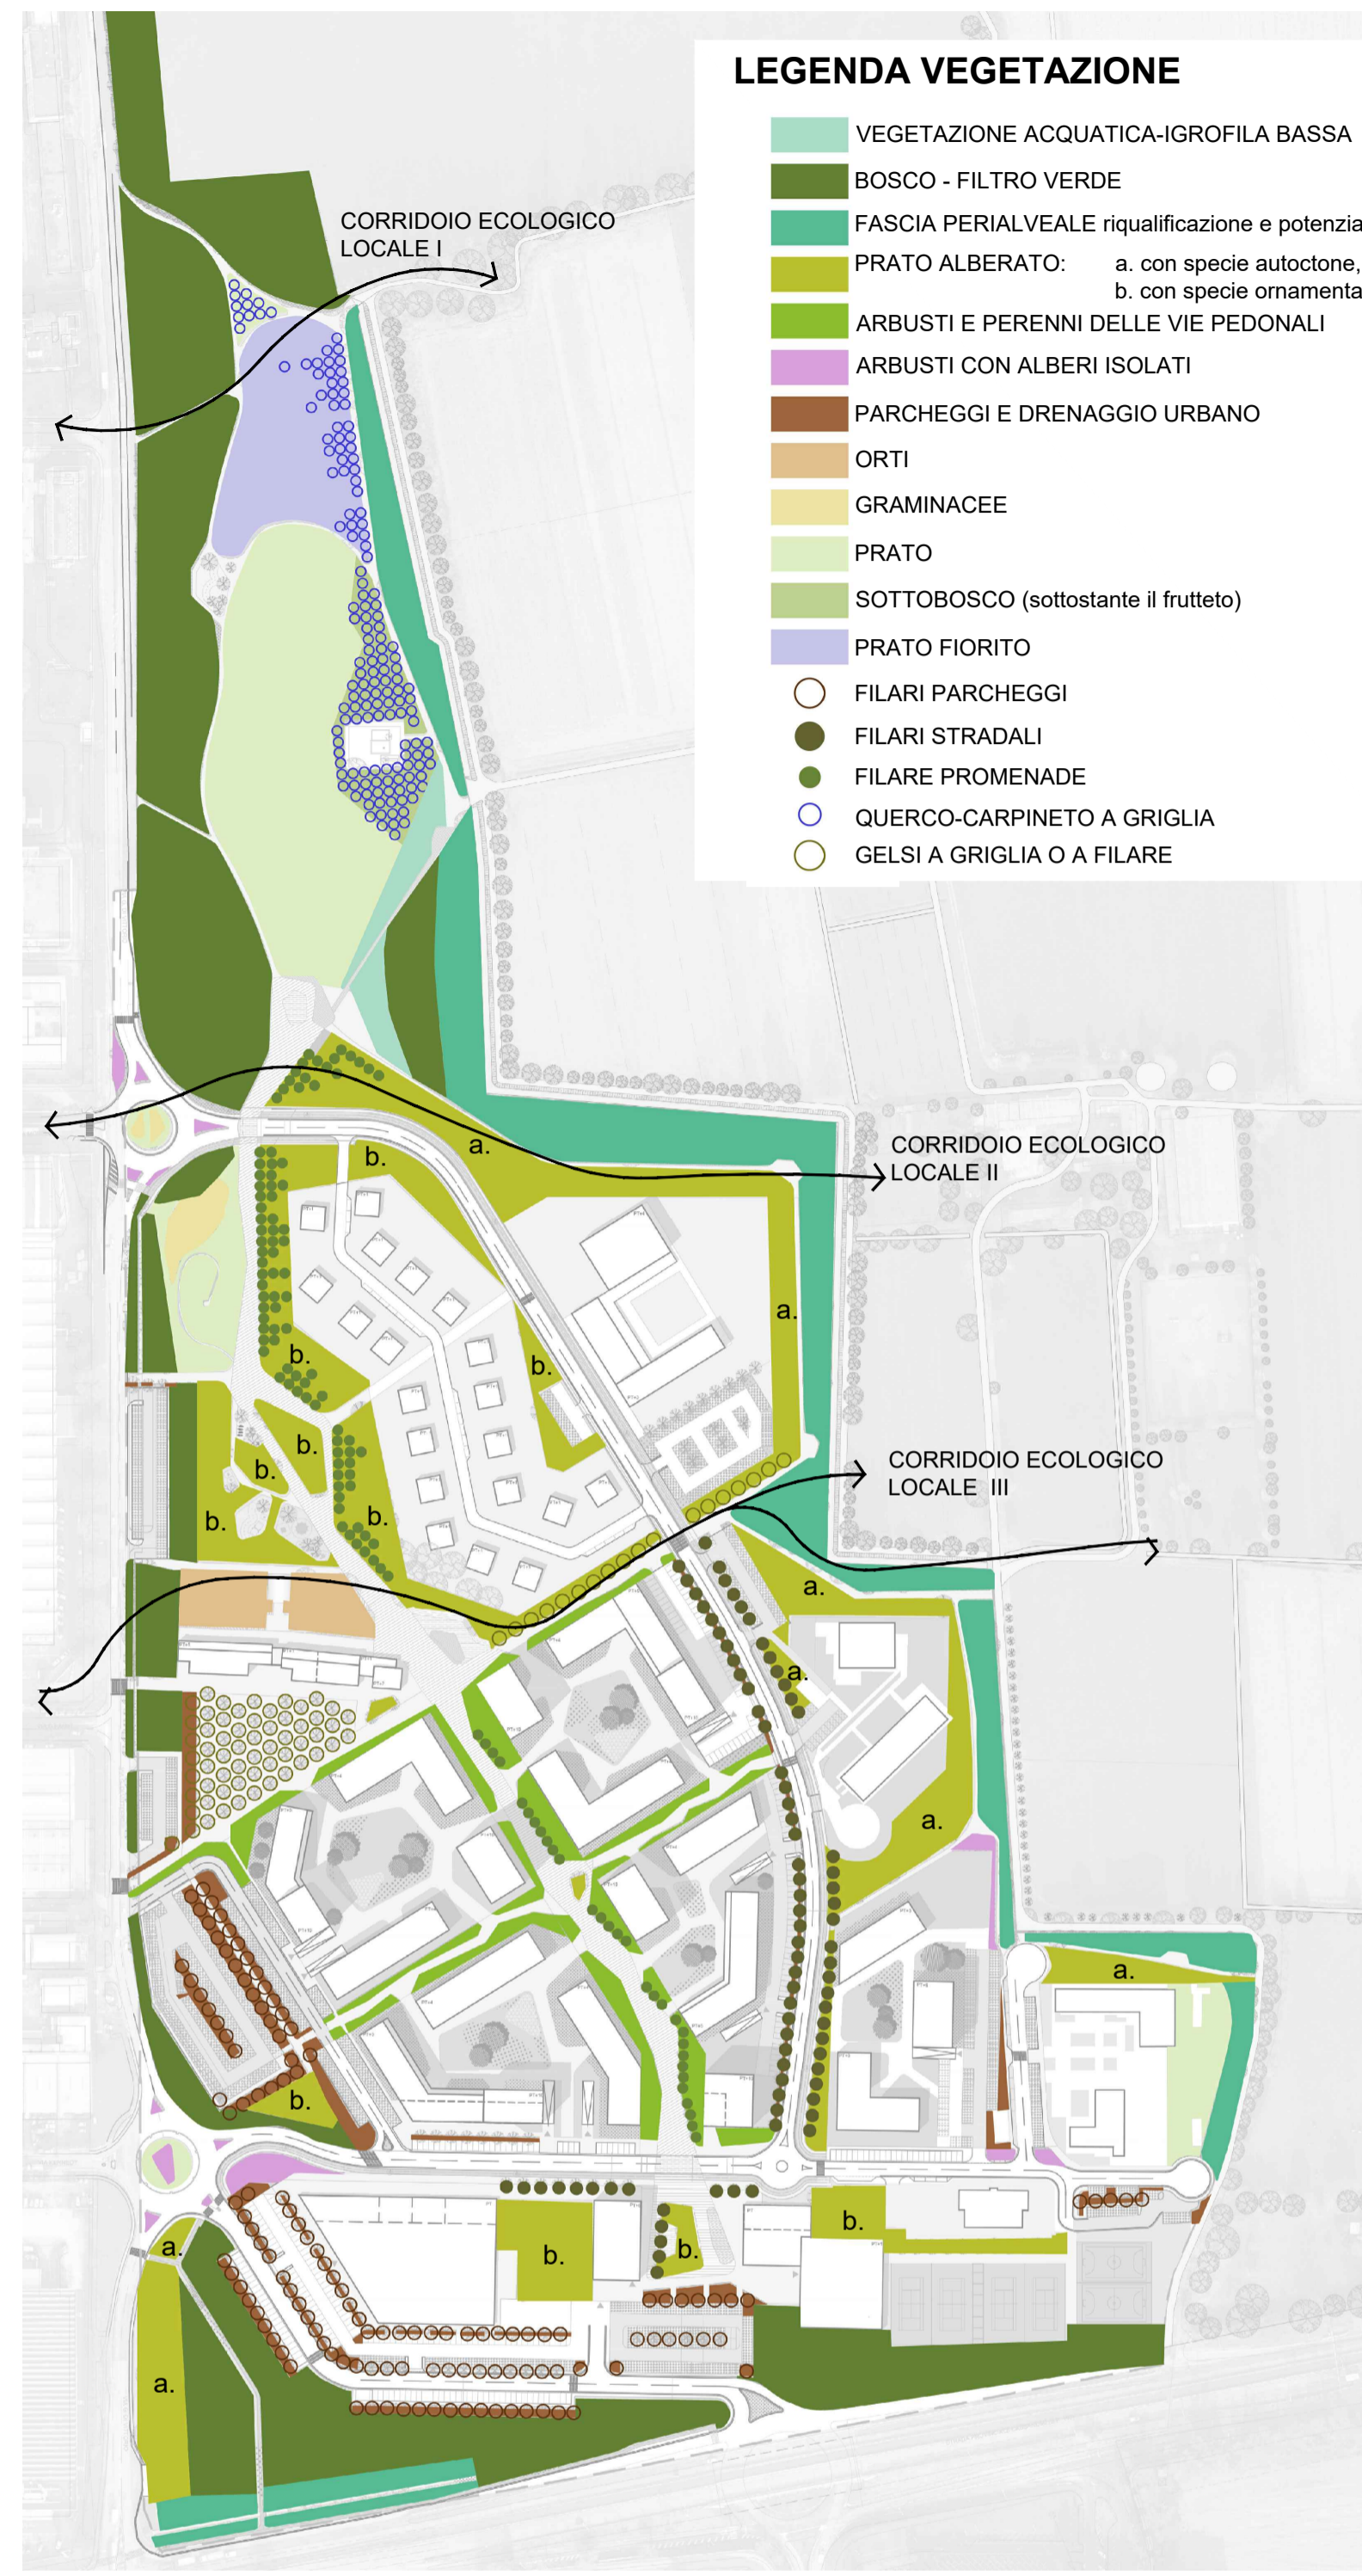 LEGENDA VEGETAZIONE
VEGETAZIONE ACQUATICA-IGROFILA BASSA
BOSCO - FILTRO VERDE
FASCIA PERIALVEALE riqualificazione e potenzia
PRATO ALBERATO: a. con specie autoctone,
b. con specie ornamenta
ARBUSTI E PERENNI DELLE VIE PEDONALI
ARBUSTI CON ALBERI ISOLATI
PARCHEGGI E DRENAGGIO URBANO
ORTI
GRAMINACEE
PRATO
SOTTOBOSCO (sottostante il frutteto)
PRATO FIORITO
FILARI PARCHEGGI
FILARI STRADALI
FILARE PROMENADE
QUERCO-CARPINETO A GRIGLIA
GELSI A GRIGLIA O A FILARE
CORRIDOIO ECOLOGICO
LOCALE I
CORRIDOIO ECOLOGICO
LOCALE II
a.
b.
a.
b.
b.
b.
b.
b.
b.
CORRIDOIO ECOLOGICO
LOCALE III
a.
a.
a.
a.
b.
a.
b.
b.
b.
a.